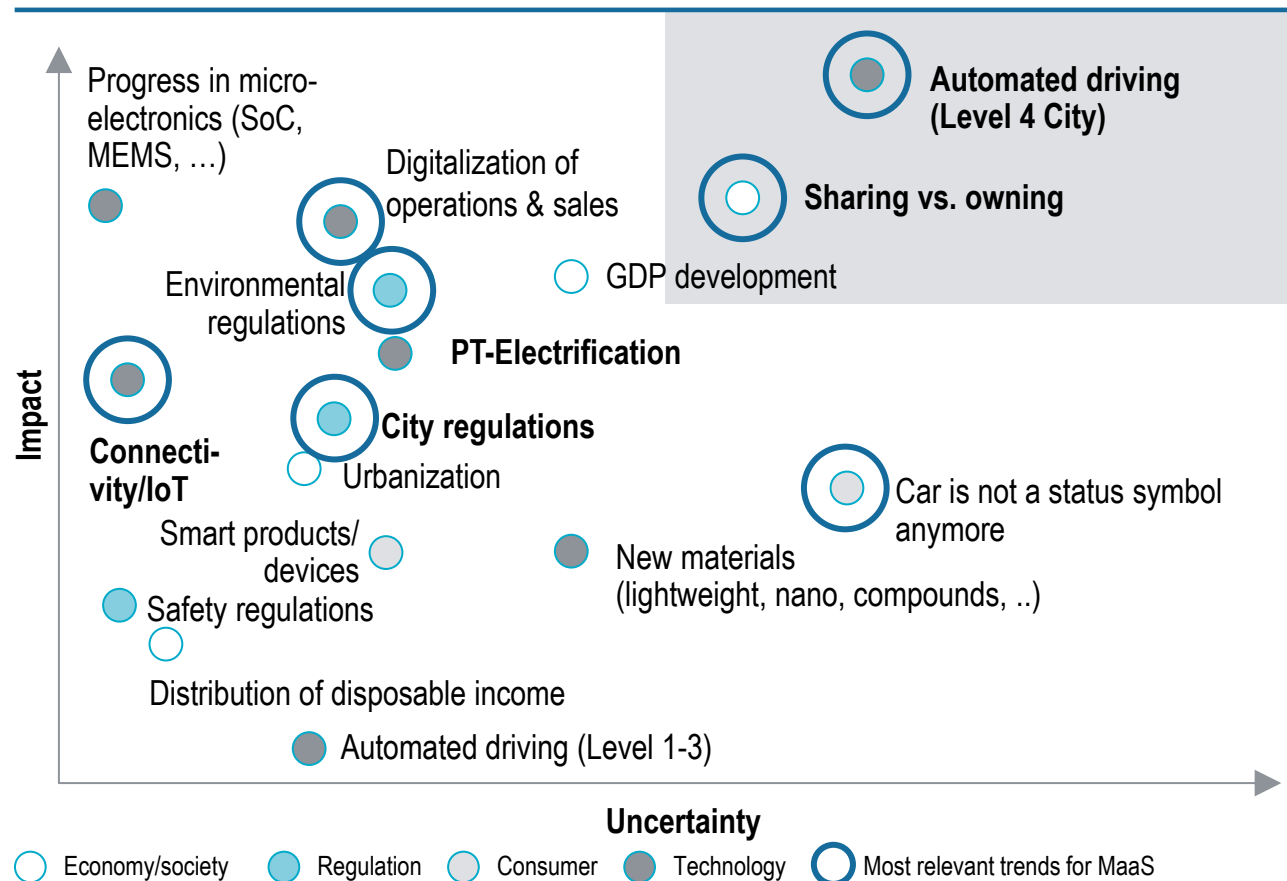 Progress in micro-
electronics (SoC,
MEMS, …)
Automated driving
(Level 4 City)
Digitalization of
operations & sales
Sharing vs. owning
Environmental
regulations
GDP development
PT-Electrification
Impact
Connecti-
vity/IoT
City regulations
Urbanization
Car is not a status symbol
anymore
Smart products/
devices
New materials
(lightweight, nano, compounds, ..)
Safety regulations
Distribution of disposable income
Automated driving (Level 1-3)
Uncertainty
Economy/society
Regulation
Consumer
Technology
Most relevant trends for MaaS